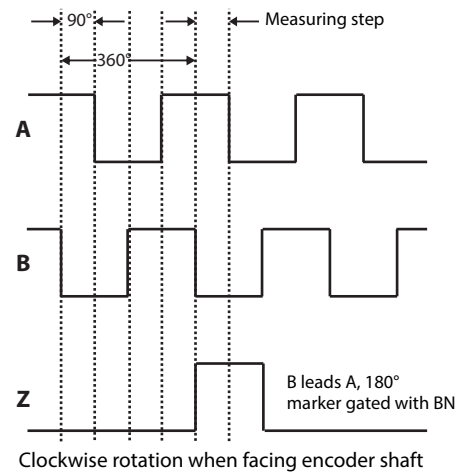 90°
Measuring step
360°
A
B
Z
B leads A, 180°
marker gated with BN
Clockwise rotation when facing encoder shaft